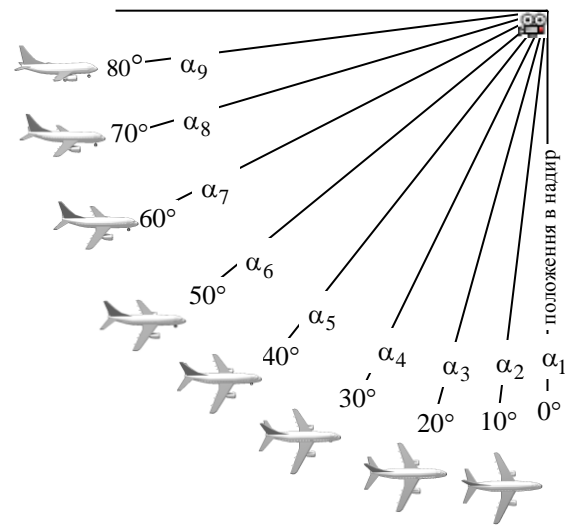 80° α₉
70° α₈
60° α₇
50° α₆
40° α₅
30° α₄
20° α₃
10° α₂
0° α₁
положення в надир